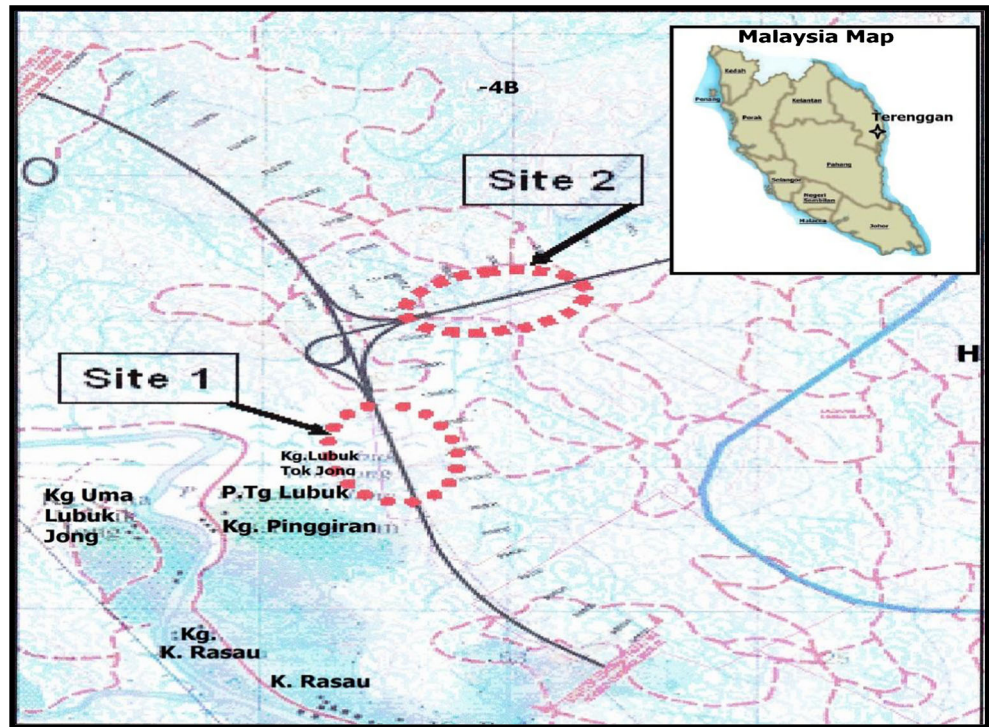 Malaysia Map
Kedah
Penang
Perak
Kelantan
Terenggan
Pahang
Selangor
Negeri
Sembilan
Malacca
Johor
-4B
Site 2
H
Site 1
Kg.Lubuk
Tok Jong
P.Tg Lubuk
Kg Uma
Lubuk
Jong
Kg. Pinggiran
Kg.
K. Rasau
K. Rasau